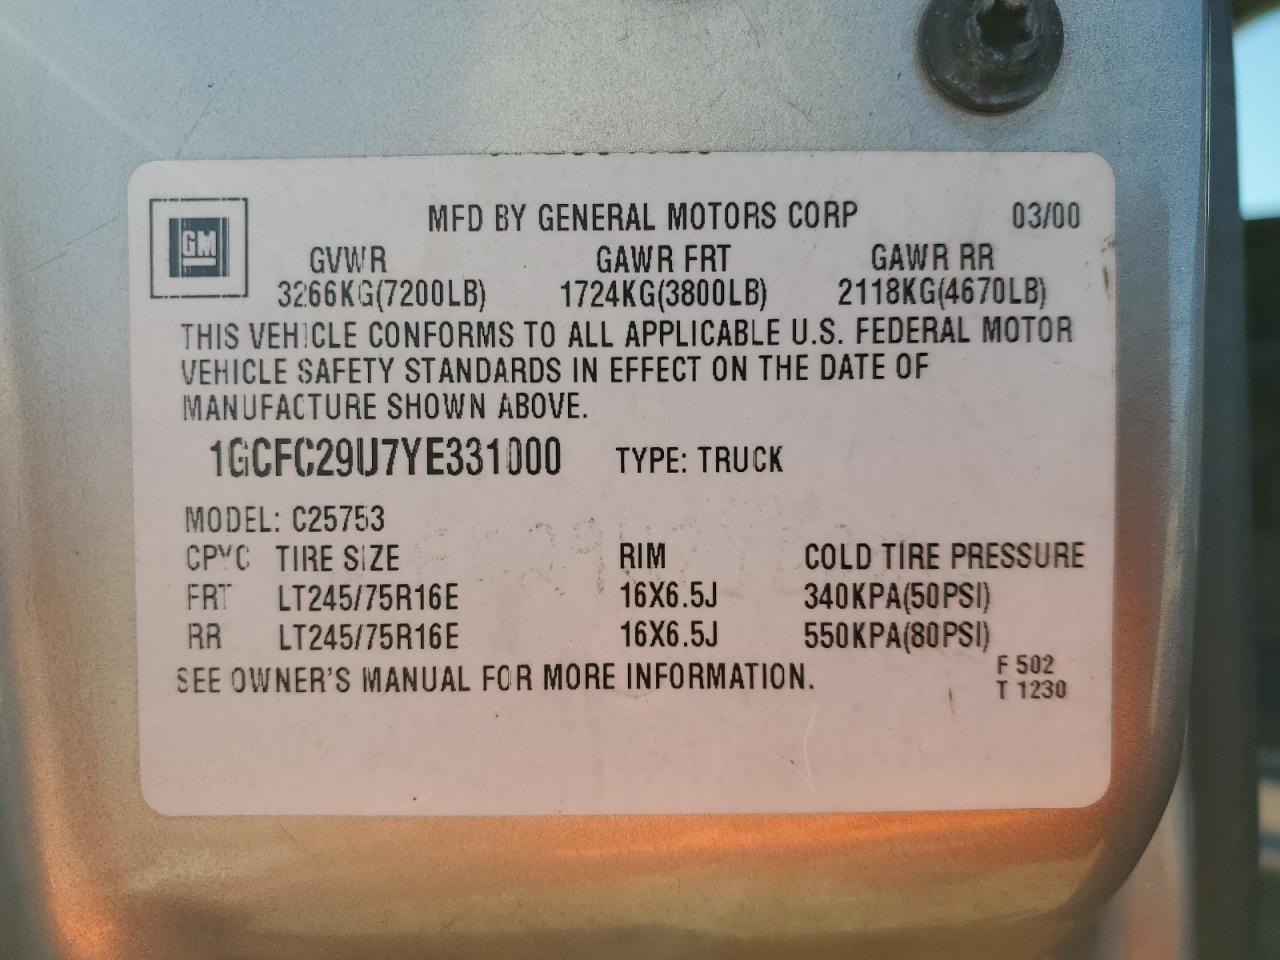 GM
MFD BY GENERAL MOTORS CORP 03/00
GVWR GAWR FRT GAWR RR
3266KG(7200LB) 1724KG(3800LB) 2118KG(4670LB)
THIS VEHICLE CONFORMS TO ALL APPLICABLE U.S. FEDERAL MOTOR
VEHICLE SAFETY STANDARDS IN EFFECT ON THE DATE OF
MANUFACTURE SHOWN ABOVE.
1GCFC29U7YE331000 TYPE: TRUCK
MODEL: C25753
TIRE SIZE RIM COLD TIRE PRESSURE
FRT LT245/75R16E 16X6.5J 340KPA(50PSI)
RR LT245/75R16E 16X6.5J 550KPA(80PSI)
SEE OWNER'S MANUAL FOR MORE INFORMATION.
F 502
T 1230